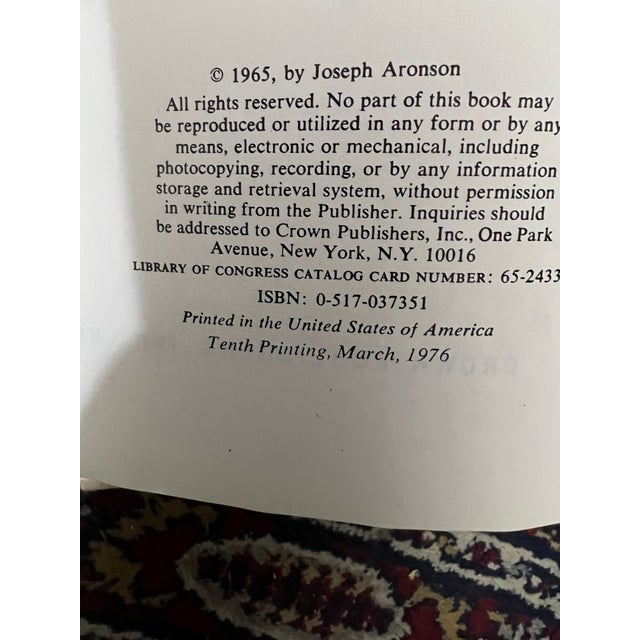 © 1965, by Joseph Aronson
All rights reserved. No part of this book may
be reproduced or utilized in any form or by any
means, electronic or mechanical, including
photocopying, recording, or by any information
storage and retrieval system, without permission
in writing from the Publisher. Inquiries should
be addressed to Crown Publishers, Inc., One Park
Avenue, New York, N.Y. 10016
LIBRARY OF CONGRESS CATALOG CARD NUMBER: 65-2433
ISBN: 0-517-037351
Printed in the United States of America
Tenth Printing, March, 1976